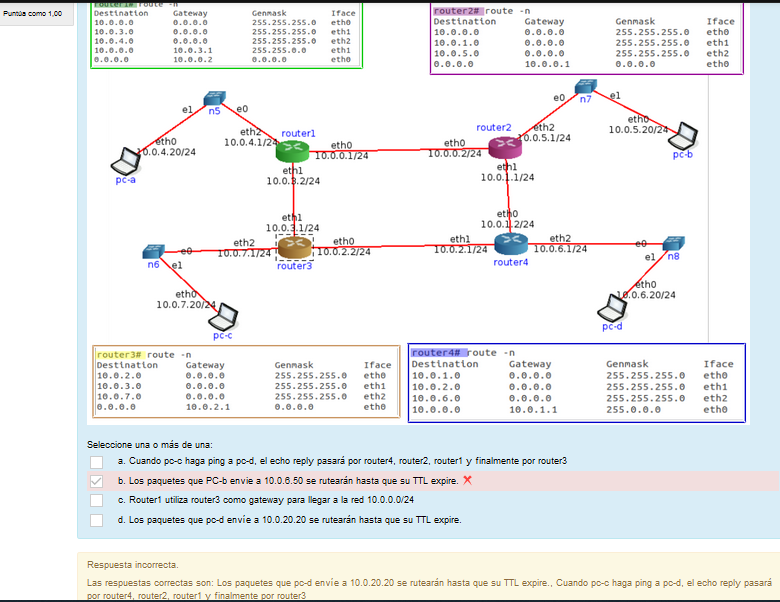 Puntúa como 1,00
router1# route -n
Destination Gateway Genmask Iface
10.0.0.0 0.0.0.0 255.255.255.0 eth0
10.0.3.0 0.0.0.0 255.255.255.0 eth1
10.0.4.0 0.0.0.0 255.255.255.0 eth2
10.0.0.0 10.0.3.1 255.255.0.0 eth1
0.0.0.0 10.0.0.2 0.0.0.0 eth0
router2# route -n
Destination Gateway Genmask Iface
10.0.0.0 0.0.0.0 255.255.255.0 eth0
10.0.1.0 0.0.0.0 255.255.255.0 eth1
10.0.5.0 0.0.0.0 255.255.255.0 eth2
0.0.0.0 10.0.0.1 0.0.0.0 eth0
e1 n5 e0
eth0
10.0.4.20/24
pc-a
eth2
10.0.4.1/24
router1
eth0
10.0.0.1/24
eth1
10.0.3.2/24
e0 n7 e1
eth0
10.0.5.20/24
pc-b
router2
eth2
10.0.5.1/24
eth0
10.0.0.2/24
eth1
10.0.1.1/24
eth1
10.0.3.1/24
eth2
10.0.7.1/24
eth0
10.0.2.2/24
router3
e0
n6 e1
eth0
10.0.7.20/24
pc-c
eth0
10.0.1.2/24
eth1
10.0.2.1/24
eth2
10.0.6.1/24
router4
e0
e1 n8
eth0
10.0.6.20/24
pc-d
router3# route -n
Destination Gateway Genmask Iface
10.0.2.0 0.0.0.0 255.255.255.0 eth0
10.0.3.0 0.0.0.0 255.255.255.0 eth1
10.0.7.0 0.0.0.0 255.255.255.0 eth2
0.0.0.0 10.0.2.1 0.0.0.0 eth0
router4# route -n
Destination Gateway Genmask Iface
10.0.1.0 0.0.0.0 255.255.255.0 eth0
10.0.2.0 0.0.0.0 255.255.255.0 eth1
10.0.6.0 0.0.0.0 255.255.255.0 eth2
10.0.0.0 10.0.1.1 255.0.0.0 eth0
Seleccione una o más de una:
a. Cuando pc-c haga ping a pc-d, el echo reply pasará por router4, router2, router1 y finalmente por router3
b. Los paquetes que PC-b envie a 10.0.6.50 se rutearán hasta que su TTL expire.
c. Router1 utiliza router3 como gateway para llegar a la red 10.0.0.0/24
d. Los paquetes que pc-d envíe a 10.0.20.20 se rutearán hasta que su TTL expire.
Respuesta incorrecta.
Las respuestas correctas son: Los paquetes que pc-d envíe a 10.0.20.20 se rutearán hasta que su TTL expire., Cuando pc-c haga ping a pc-d, el echo reply pasará
por router4, router2, router1 y finalmente por router3